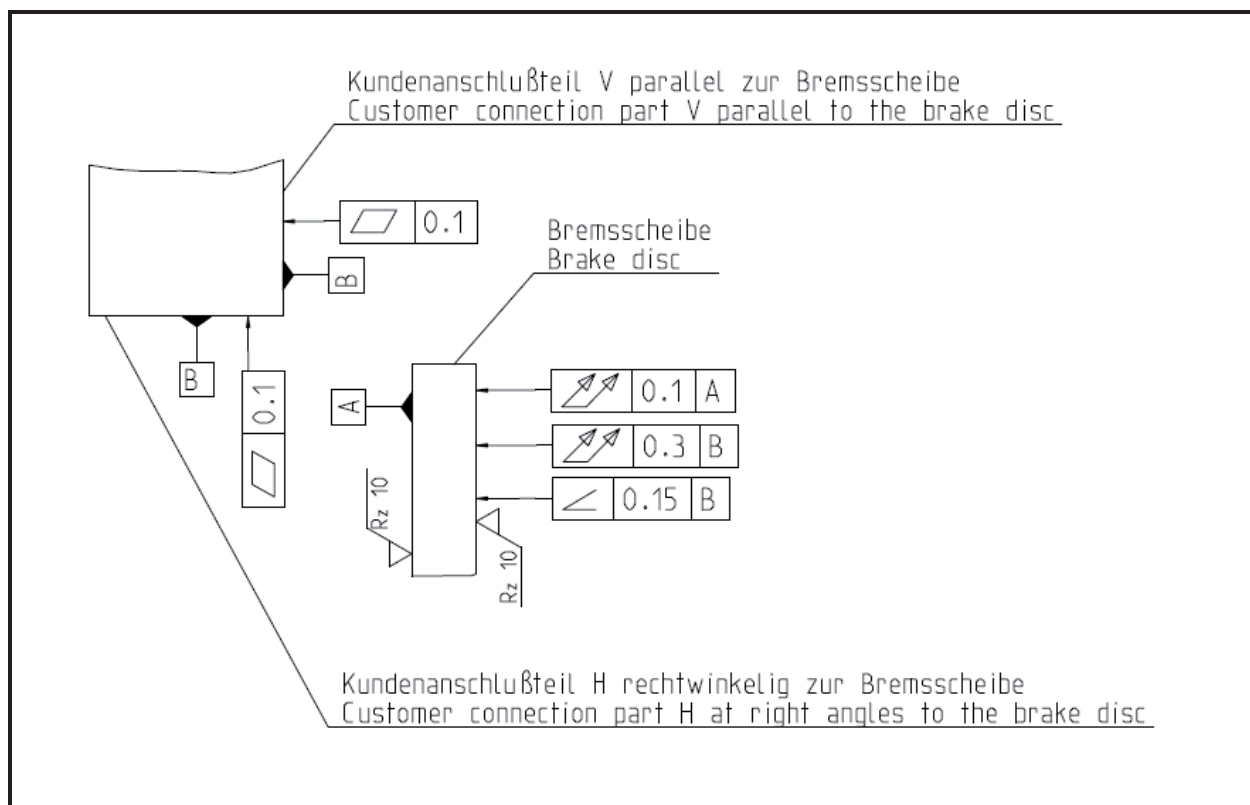 Kundenanschlußteil V parallel zur Bremsscheibe
Customer connection part V parallel to the brake disc
0.1
B
Bremsscheibe
Brake disc
B
0.1
A
0.1 A
0.3 B
0.15 B
Rz 10
Rz 10
Kundenanschlußteil H rechtwinkelig zur Bremsscheibe
Customer connection part H at right angles to the brake disc